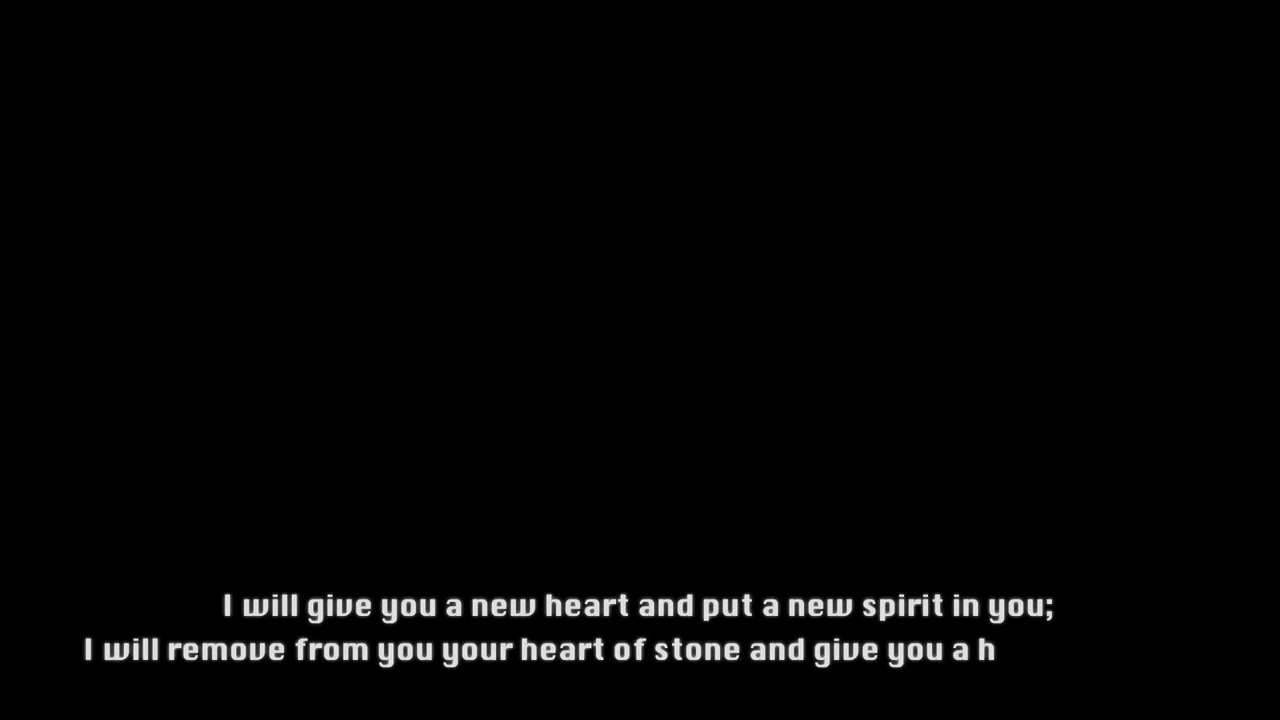 I will give you a new heart and put a new spirit in you;
I will remove from you your heart of stone and give you a h